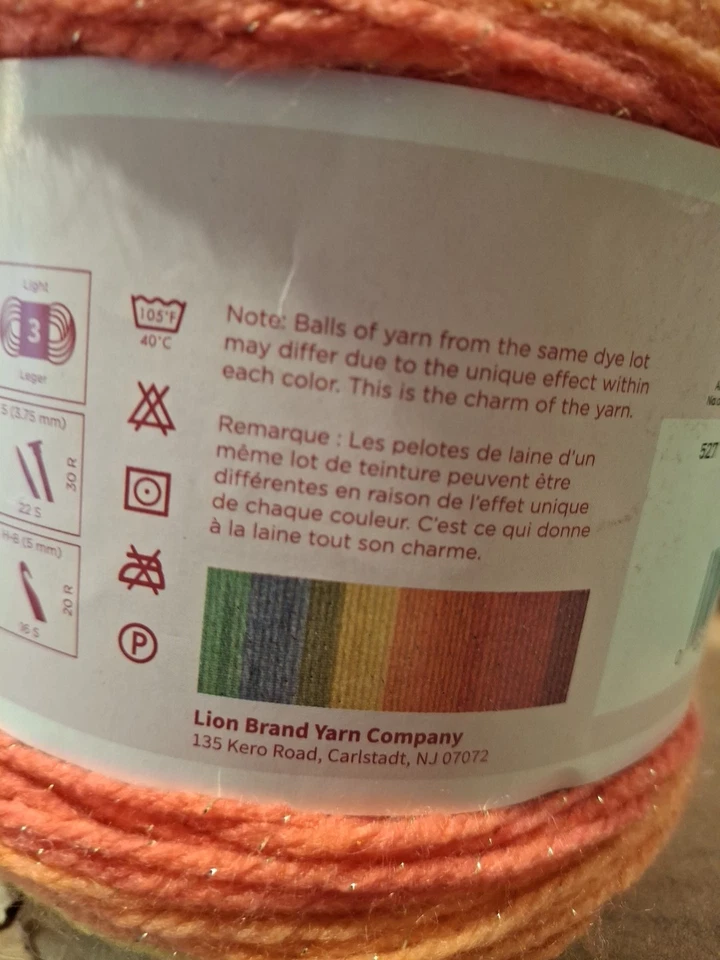 Light
3
Leger
S (3.75 mm)
30 R
22 S
H-8 (5 mm)
20 R
16 S
105°F
40°C
P
Note: Balls of yarn from the same dye lot
may differ due to the unique effect within
each color. This is the charm of the yarn.
Remarque : Les pelotes de laine d'un
même lot de teinture peuvent être
différentes en raison de l'effet unique
de chaque couleur. C'est ce qui donne
à la laine tout son charme.
Lion Brand Yarn Company
135 Kero Road, Carlstadt, NJ 07072
527